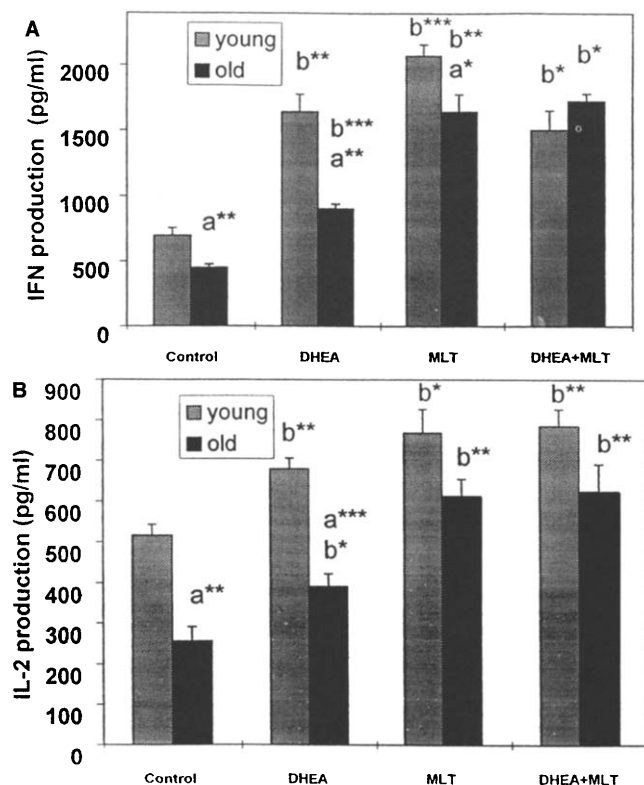 A
IFN production (pg/ml)
2000
1500
1000
500
0
young
old
a**
b**
b***
a**
b***
b**
a*
b*
b*
Control
DHEA
MLT
DHEA+MLT
B
IL-2 production (pg/ml)
900
800
700
600
500
400
300
200
100
0
young
old
a**
b**
a***
b*
b*
b**
b**
b**
Control
DHEA
MLT
DHEA+MLT